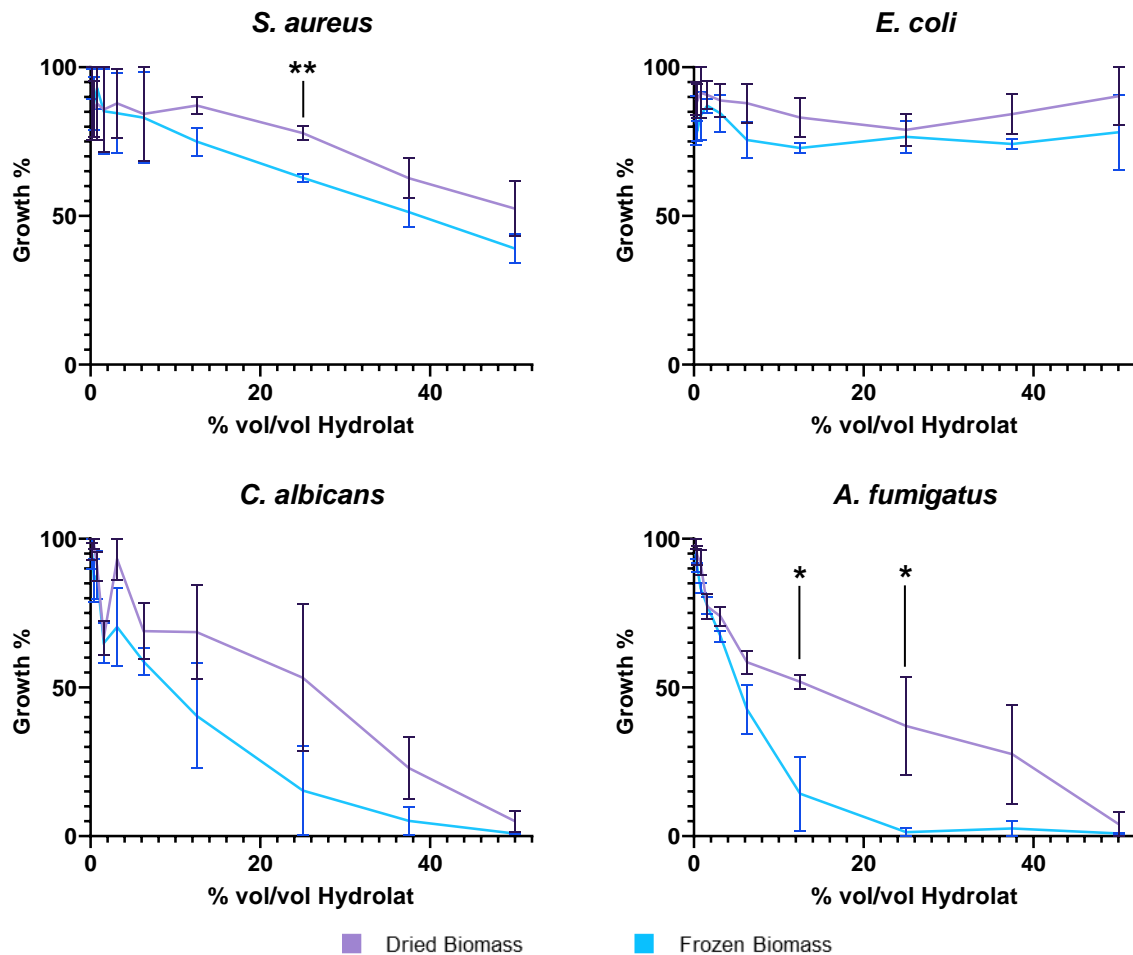 S. aureus
100
50
0
Growth %
**
0 20 40
% vol/vol Hydrolat
E. coli
100
50
0
Growth %
0 20 40
% vol/vol Hydrolat
C. albicans
100
50
0
Growth %
0 20 40
% vol/vol Hydrolat
A. fumigatus
100
50
0
Growth %
* *
0 20 40
% vol/vol Hydrolat
Dried Biomass Frozen Biomass